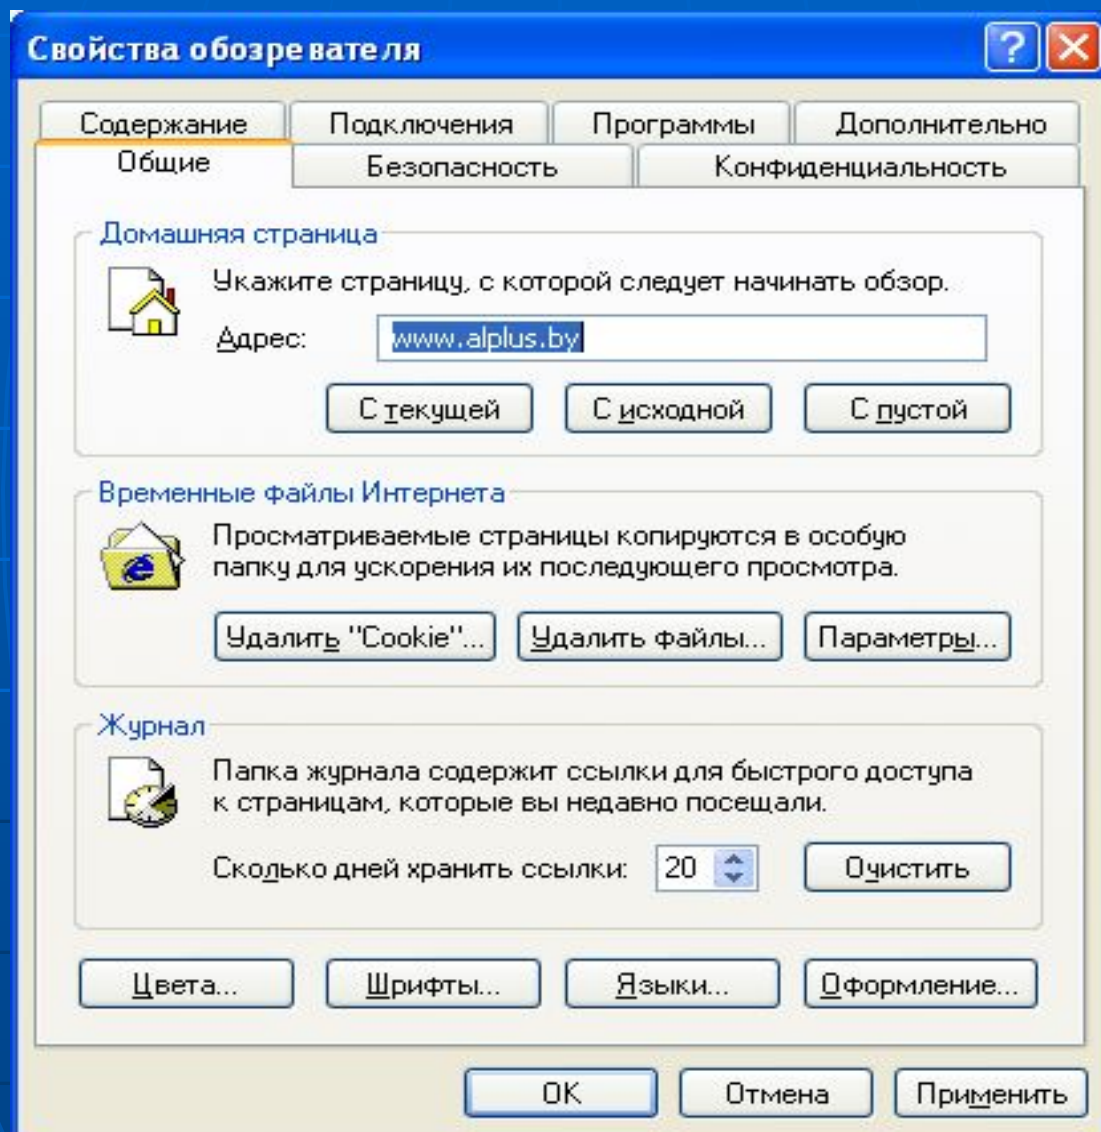 Свойства обозревателя
Содержание Подключения Программы Дополнительно
Общие Безопасность Конфиденциальность
Домашняя страница
Укажите страницу, с которой следует начинать обзор.
Адрес: www.alplus.by
С текущей С исходной С пустой
Временные файлы Интернета
Просматриваемые страницы копируются в особую
папку для ускорения их последующего просмотра.
Удалить "Cookie"... Удалить файлы... Параметры...
Журнал
Папка журнала содержит ссылки для быстрого доступа
к страницам, которые вы недавно посещали.
Сколько дней хранить ссылки: 20 Очистить
Цвета... Шрифты... Языки... Оформление...
OK Отмена Применить